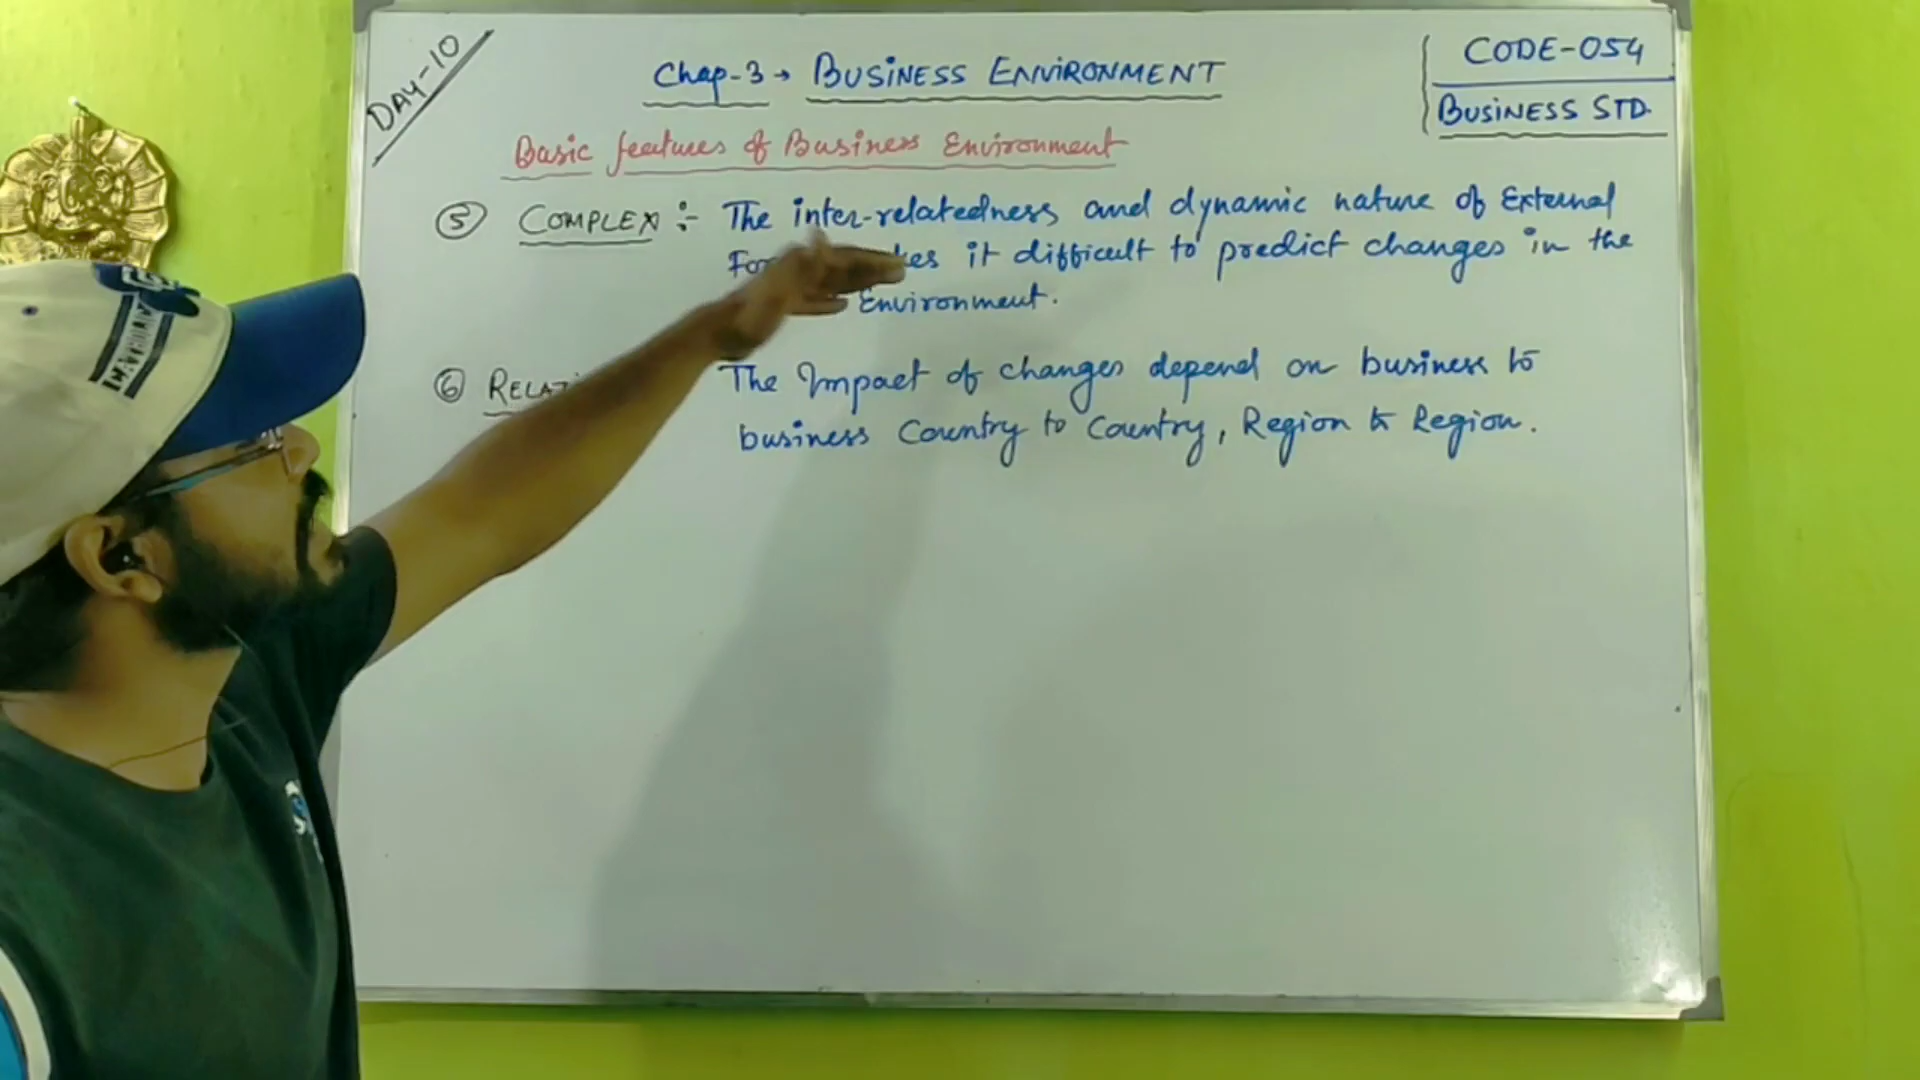 DAY-10
Chap-3 → BUSINESS ENVIRONMENT
CODE-054
BUSINESS STD.
Basic features of Business Environment
⑤ COMPLEX :- The inter-relatedness and dynamic nature of External
it difficult to predict changes in the
Environment.
⑥ The Impact of changes depend on business to
business Country to Country, Region to Region.